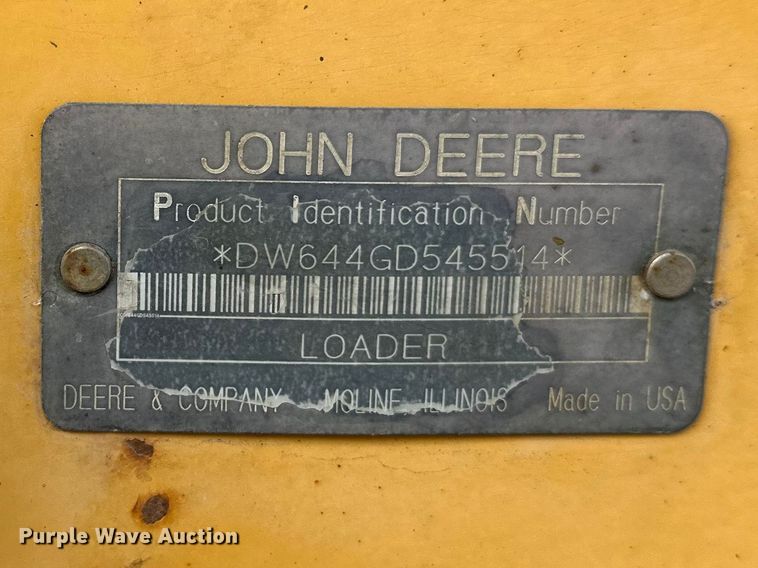 JOHN DEERE
Product Identification Number
*DW644GD545514*
LOADER
DEERE & COMPANY MOLINE ILLINOIS Made in USA
Purple Wave Auction